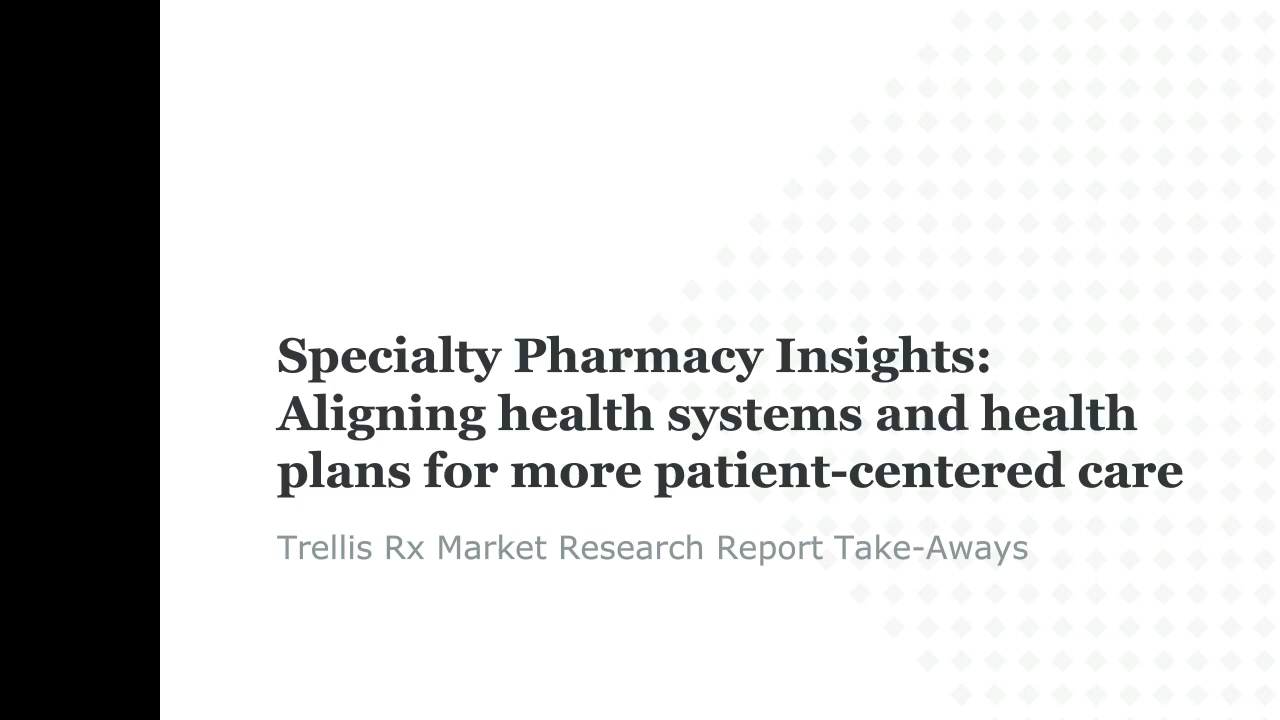 Specialty Pharmacy Insights:
Aligning health systems and health
plans for more patient-centered care
Trellis Rx Market Research Report Take-Aways